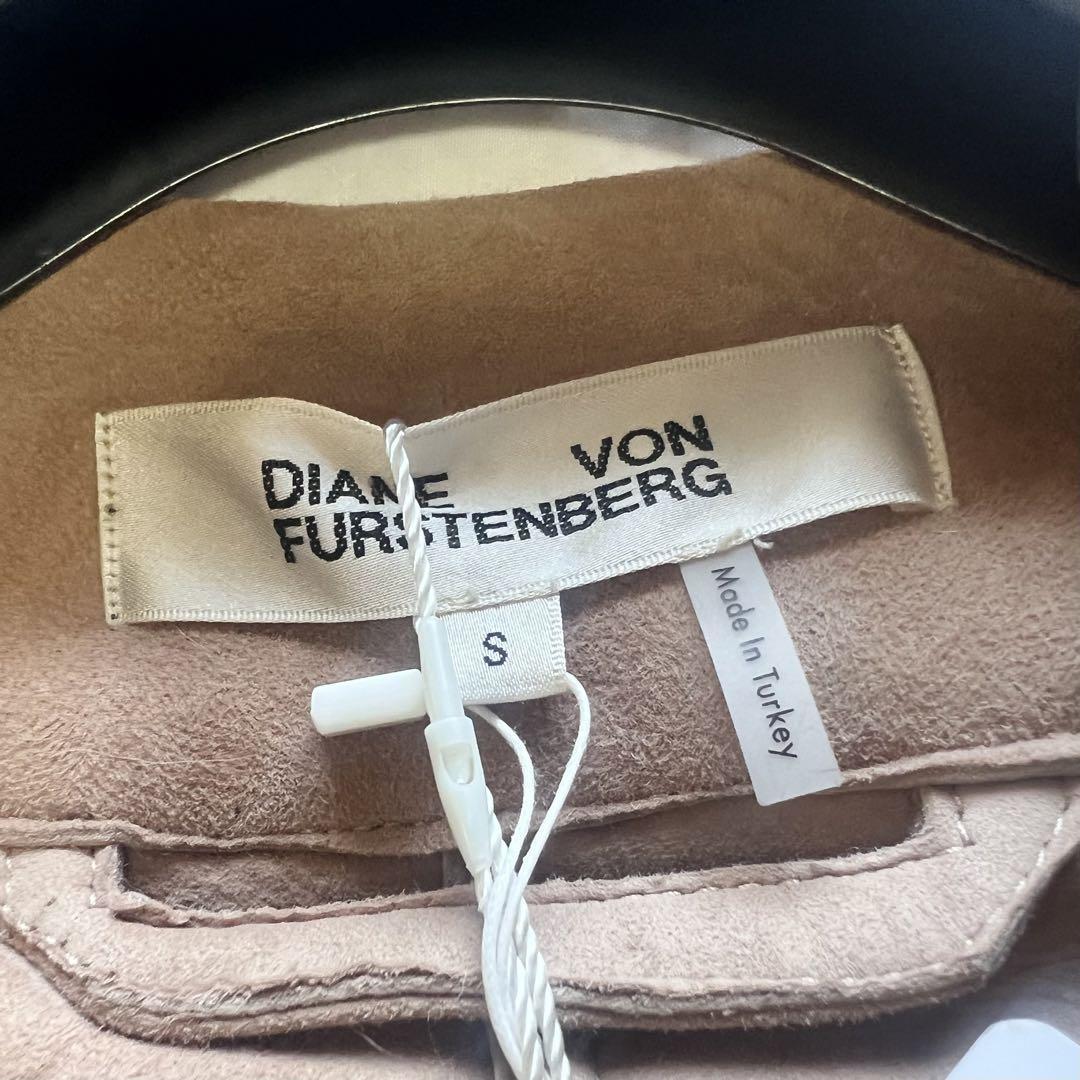 DIANE VON
FURSTENBERG
S
Made In Turkey